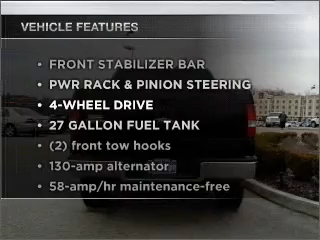 VEHICLE FEATURES
• FRONT STABILIZER BAR
• PWR RACK & PINION STEERING
• 4-WHEEL DRIVE
• 27 GALLON FUEL TANK
• (2) front tow hooks
• 130-amp alternator
• 58-amp/hr maintenance-free